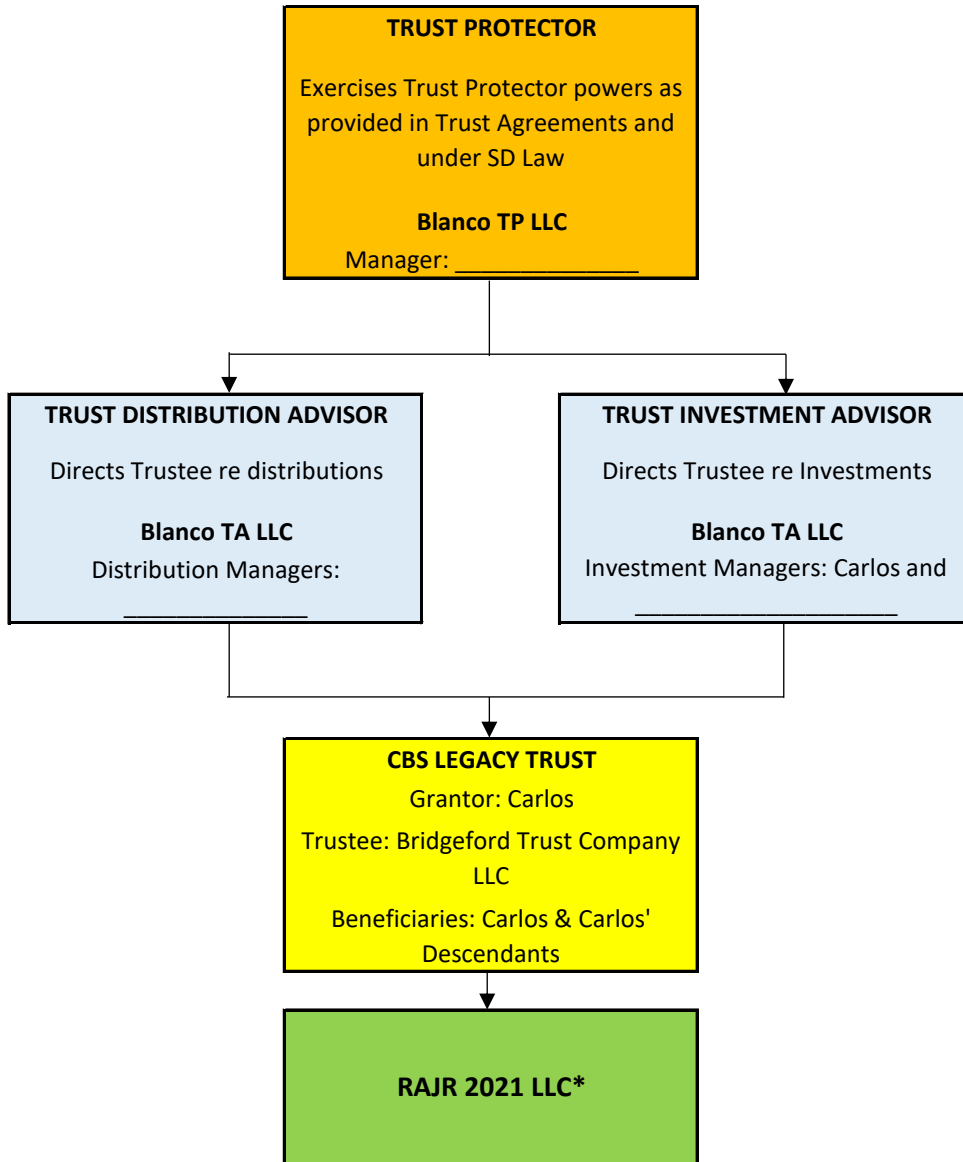 TRUST PROTECTOR
Exercises Trust Protector powers as
provided in Trust Agreements and
under SD Law
Blanco TP LLC
Manager: ______________
TRUST DISTRIBUTION ADVISOR
Directs Trustee re distributions
Blanco TA LLC
Distribution Managers:
______________
TRUST INVESTMENT ADVISOR
Directs Trustee re Investments
Blanco TA LLC
Investment Managers: Carlos and
____________________
CBS LEGACY TRUST
Grantor: Carlos
Trustee: Bridgeford Trust Company
LLC
Beneficiaries: Carlos & Carlos'
Descendants
RAJR 2021 LLC*